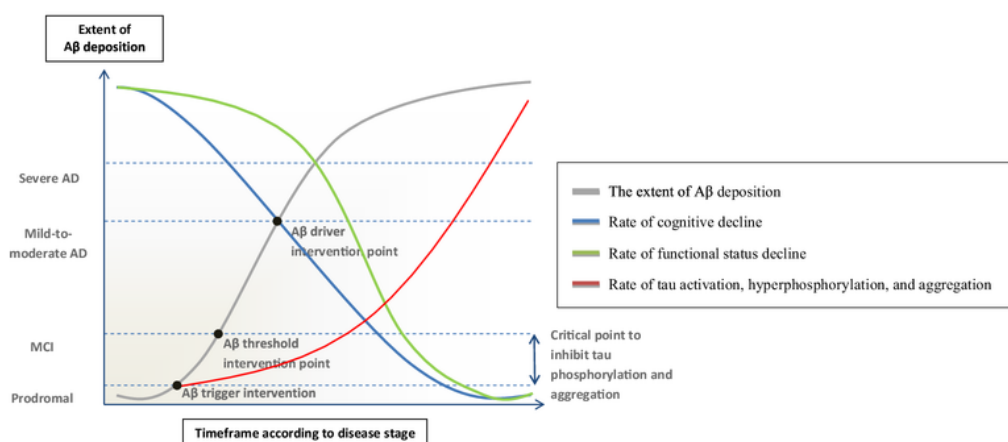 Extent of
Aβ deposition
Severe AD
Mild-to-
moderate AD
MCI
Prodromal
Aβ driver
intervention point
Aβ threshold
intervention point
Aβ trigger intervention
Critical point to
inhibit tau
phosphorylation and
aggregation
Timeframe according to disease stage
The extent of Aβ deposition
Rate of cognitive decline
Rate of functional status decline
Rate of tau activation, hyperphosphorylation, and aggregation